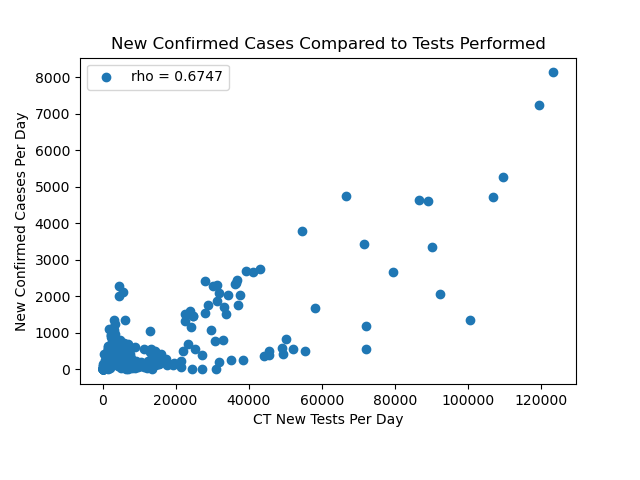 New Confirmed Cases Compared to Tests Performed
rho = 0.6747
New Confirmed Caeses Per Day
8000
7000
6000
5000
4000
3000
2000
1000
0
0 20000 40000 60000 80000 100000 120000
CT New Tests Per Day